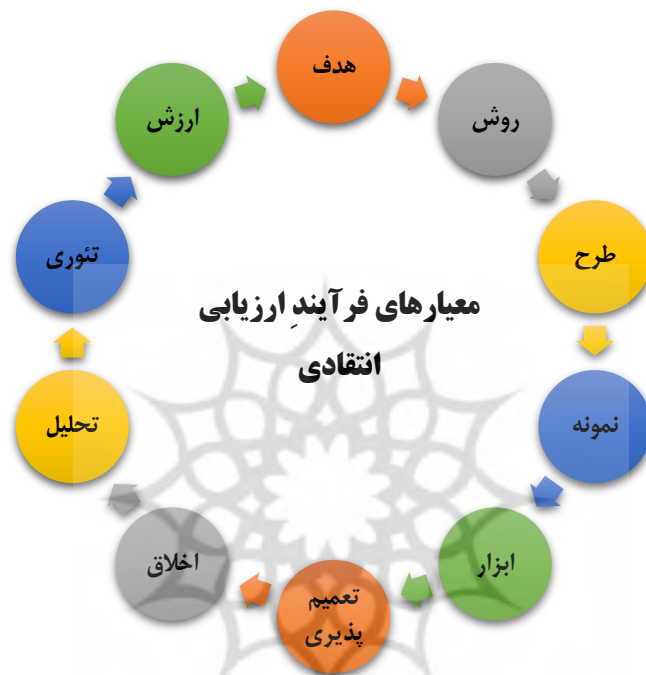 هدف
روش
طرح
نمونه
ابزار
تعمیم
پذیری
اخلاق
تحلیل
تئوری
ارزش
معیارهای فرآیندِ ارزیابی
انتقادی